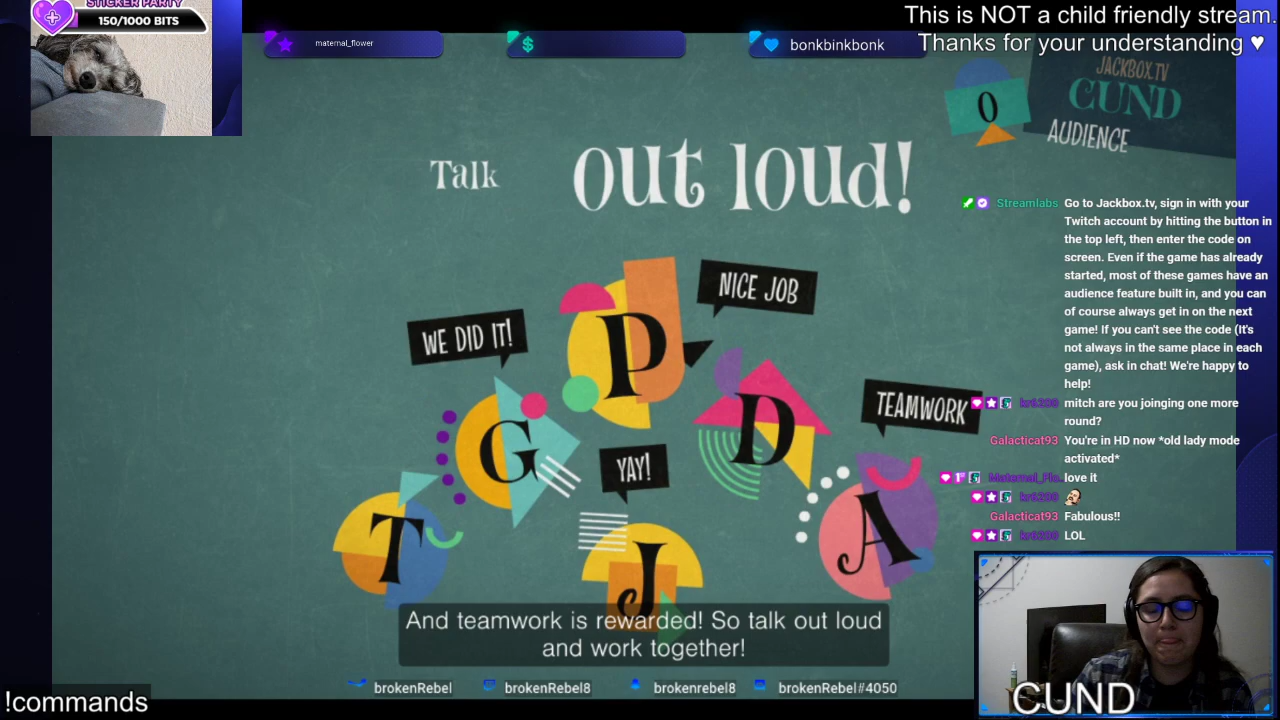 STICKER PARTY
150/1000 BITS
maternal_flower
$
bonkbinkbonk
This is NOT a child friendly stream.
Thanks for your understanding ♥
JACKBOX.TV
CUND
0
AUDIENCE
Talk out loud!
WE DID IT!
NICE JOB
YAY!
TEAMWORK
P
G
D
T
J
A
And teamwork is rewarded! So talk out loud
and work together!
Streamlabs Go to Jackbox.tv, sign in with your
Twitch account by hitting the button in
the top left, then enter the code on
screen. Even if the game has already
started, most of these games have an
audience feature built in, and you can
of course always get in on the next
game! If you can't see the code (It's
not always in the same place in each
game), ask in chat! We're happy to
help!
kr6208 mitch are you joinging one more
round?
Galacticat93 You're in HD now *old lady mode
activated*
Maternal_Flo.. love it
kr6208
Galacticat93 Fabulous!!
kr6208 LOL
brokenRebel
brokenRebel8
brokenrebel8
brokenRebel#4050
!commands
CUND